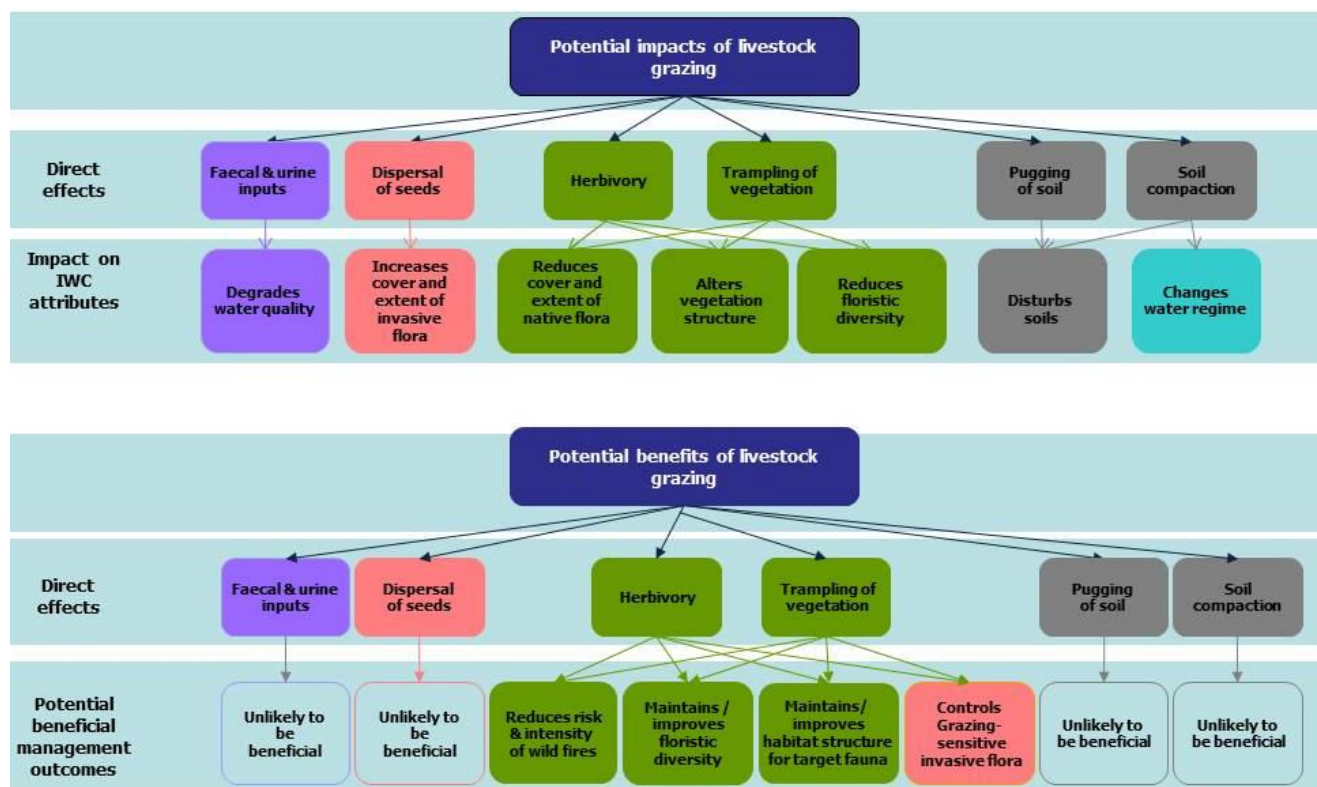 Potential impacts of livestock
grazing
Direct
effects
Faecal & urine
inputs
Dispersal
of seeds
Herbivory
Trampling of
vegetation
Pugging
of soil
Soil
compaction
Impact on
IWC
attributes
Degrades
water quality
Increases
cover and
extent of
invasive
flora
Reduces
cover and
extent of
native flora
Alters
vegetation
structure
Reduces
floristic
diversity
Disturbs
soils
Changes
water regime
Potential benefits of livestock
grazing
Direct
effects
Faecal & urine
inputs
Dispersal
of seeds
Herbivory
Trampling of
vegetation
Pugging
of soil
Soil
compaction
Potential
beneficial
management
outcomes
Unlikely to
be
beneficial
Unlikely to
be
beneficial
Reduces risk
& intensity
of wild fires
Maintains /
improves
floristic
diversity
Maintains/
improves
habitat structure
for target fauna
Controls
Grazing-
sensitive
invasive flora
Unlikely to
be beneficial
Unlikely to
be beneficial